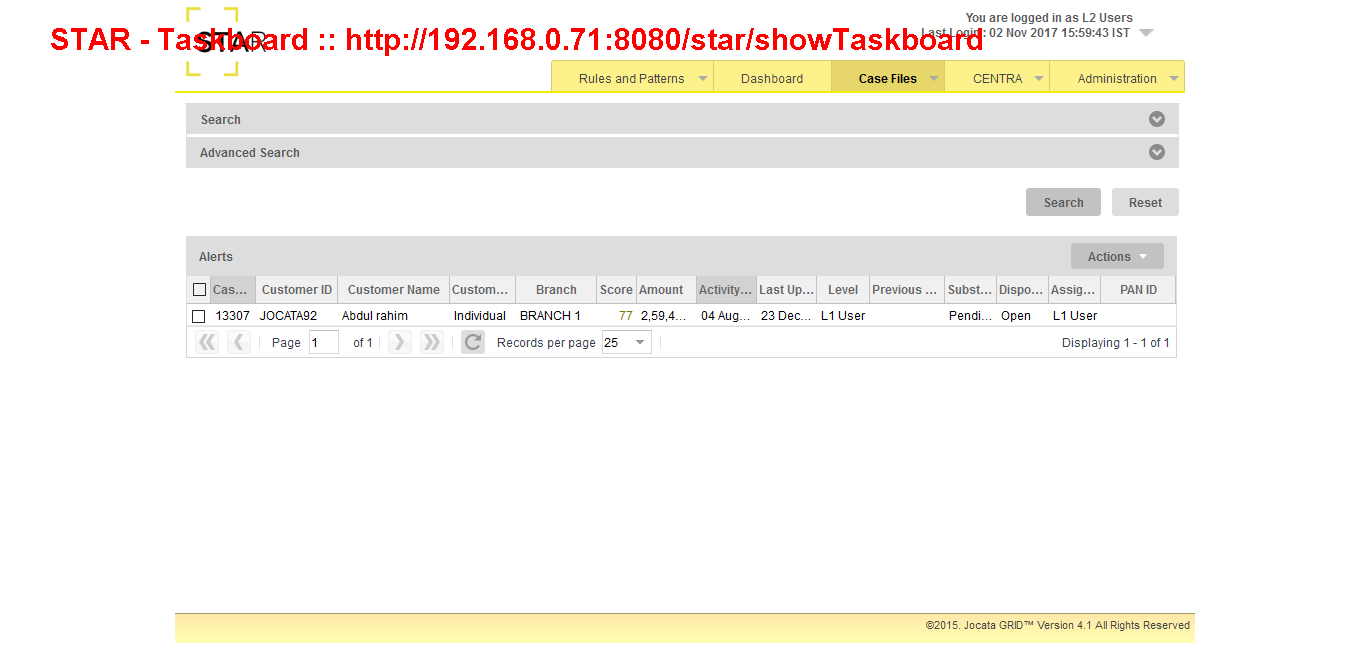 You are logged in as L2 Users
STAR
STAR - Taskboard :: http://192.168.0.71:8080/star/showTaskboard
Last Login : 02 Nov 2017 15:59:43 IST
Rules and Patterns Dashboard Case Files CENTRA Administration
Search
Advanced Search
Search Reset
Alerts Actions
Cas... Customer ID Customer Name Custom... Branch Score Amount Activity... Last Up... Level Previous ... Subst... Dispo... Assig... PAN ID
13307 JOCATA92 Abdul rahim Individual BRANCH 1 77 2,59,4... 04 Aug... 23 Dec... L1 User Pendi... Open L1 User
Page 1 of 1 Records per page 25 Displaying 1 - 1 of 1
©2015. Jocata GRID™ Version 4.1 All Rights Reserved